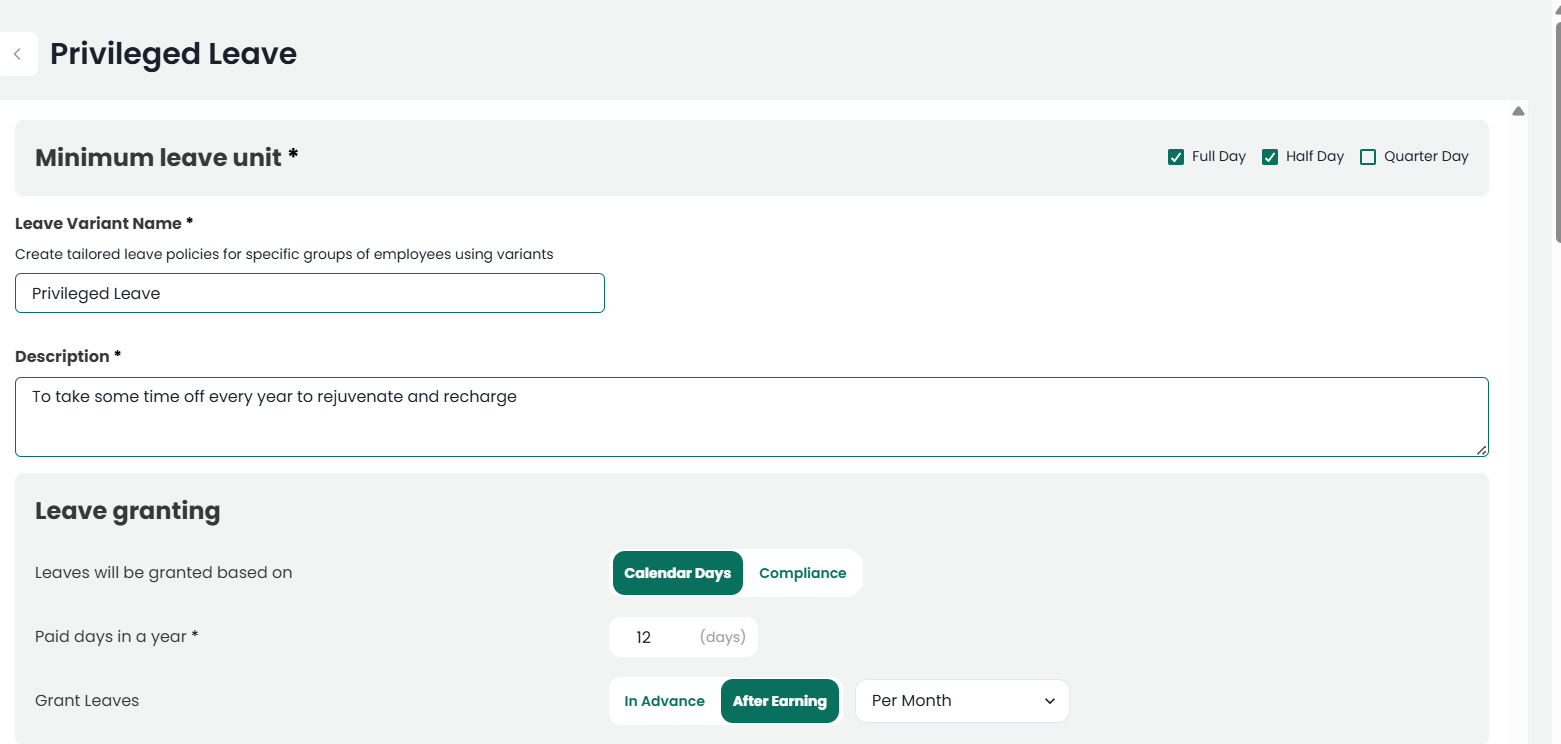 Privileged Leave
Minimum leave unit *
Full Day Half Day Quarter Day
Leave Variant Name *
Create tailored leave policies for specific groups of employees using variants
Privileged Leave
Description *
To take some time off every year to rejuvenate and recharge
Leave granting
Leaves will be granted based on Calendar Days Compliance
Paid days in a year * 12 (days)
Grant Leaves In Advance After Earning Per Month